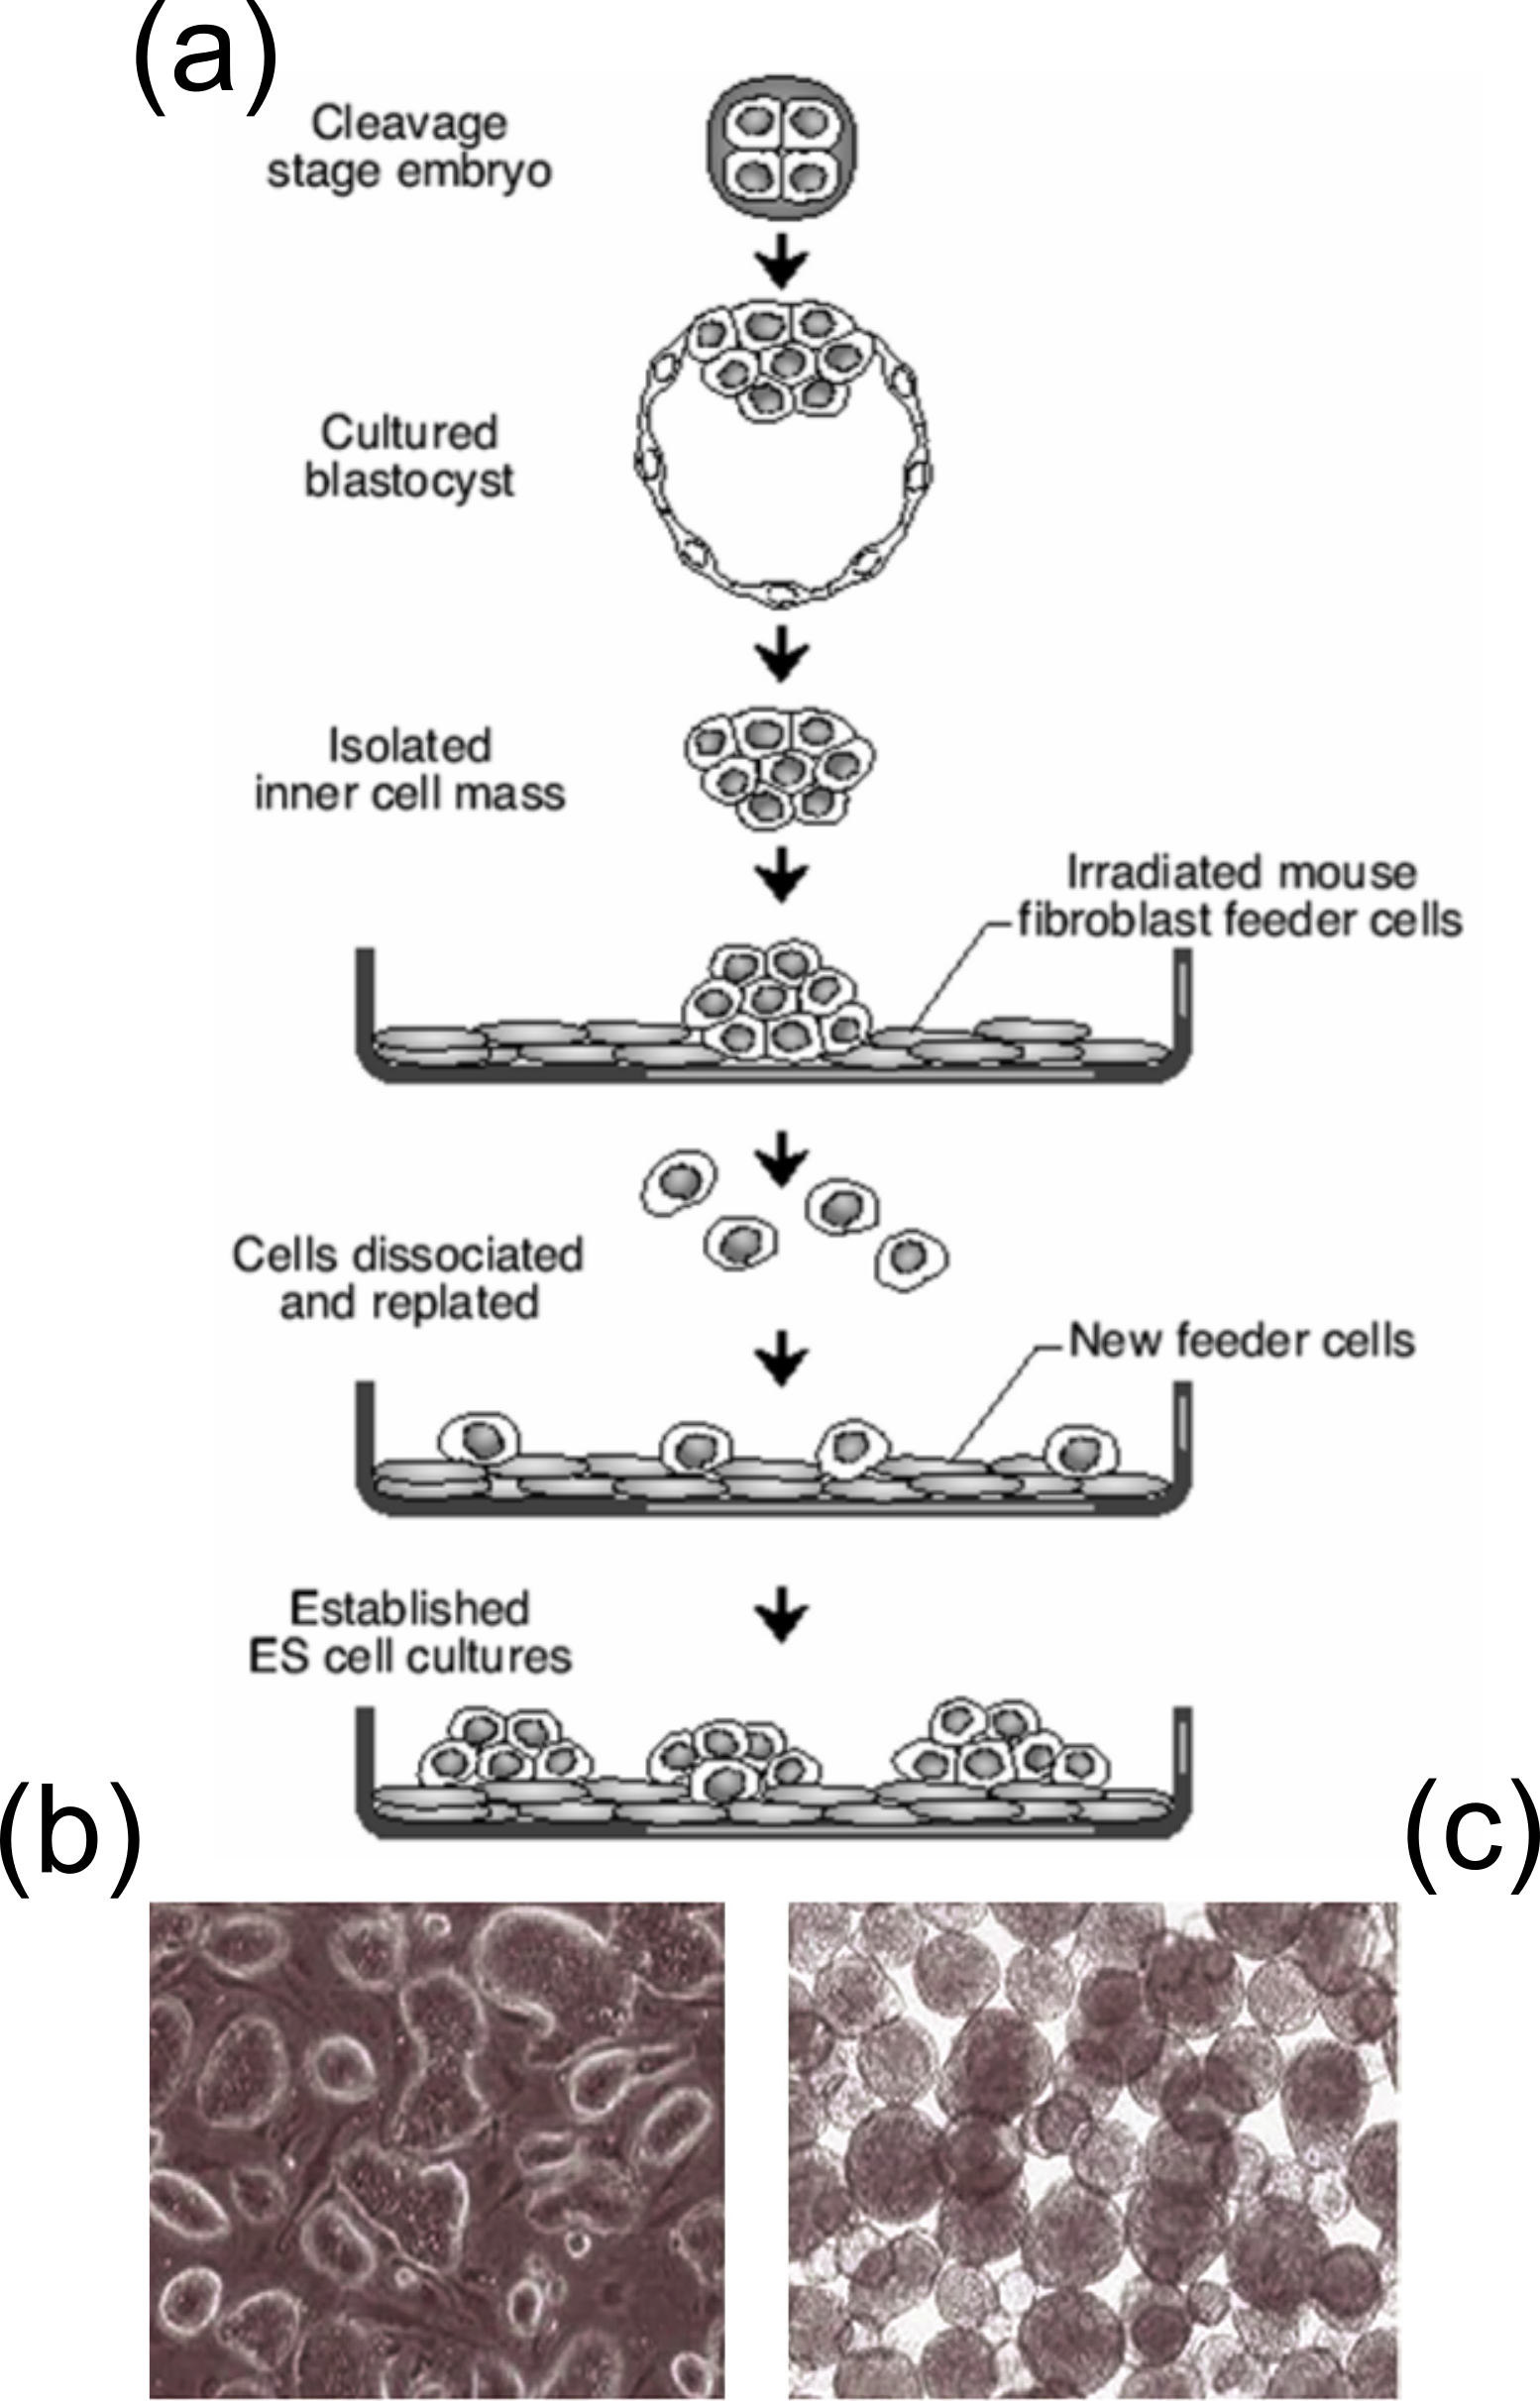 (a)
Cleavage
stage embryo
Cultured
blastocyst
Isolated
inner cell mass
Irradiated mouse
fibroblast feeder cells
Cells dissociated
and replated
New feeder cells
Established
ES cell cultures
(b)
(c)